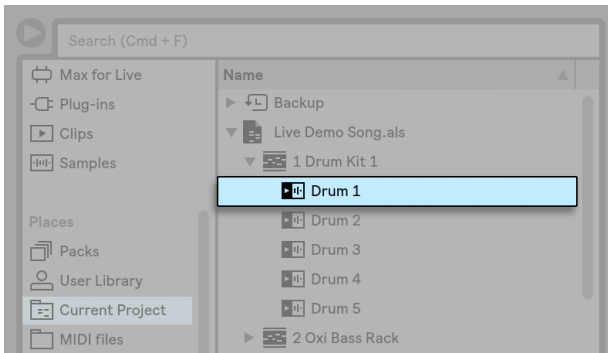 Search (Cmd + F)
Max for Live
Plug-ins
Clips
Samples
Places
Packs
User Library
Current Project
MIDI files
Name
Backup
Live Demo Song.als
1 Drum Kit 1
Drum 1
Drum 2
Drum 3
Drum 4
Drum 5
2 Oxi Bass Rack